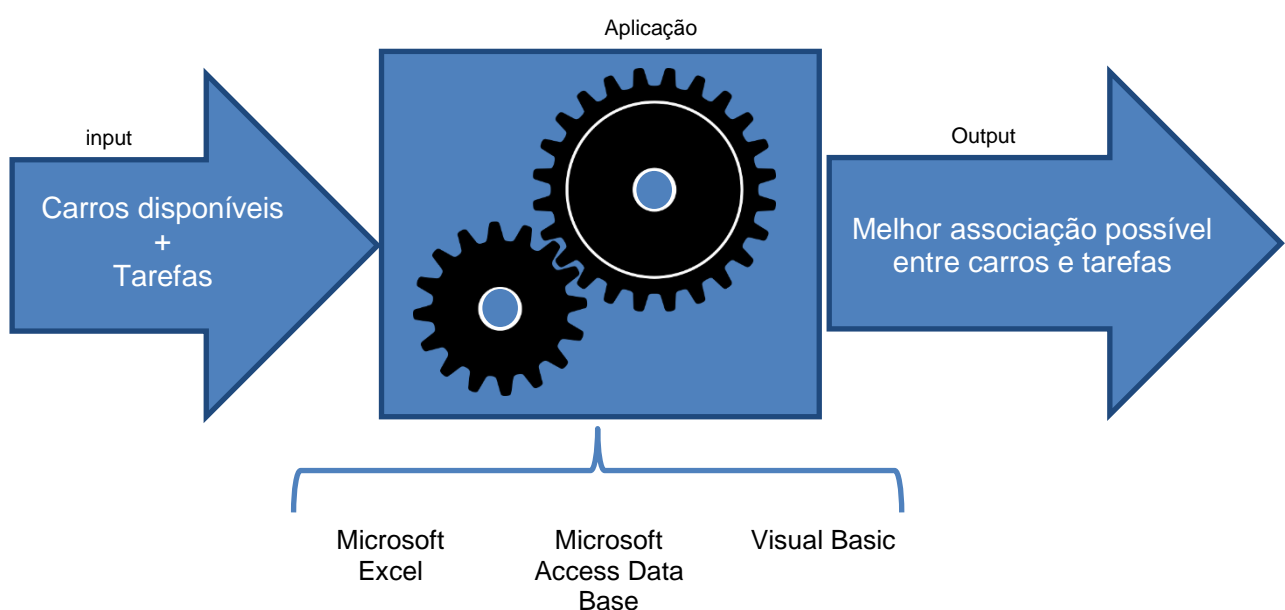 Aplicação
input
Output
Carros disponíveis
+
Tarefas
Melhor associação possível
entre carros e tarefas
Microsoft
Excel
Microsoft
Access Data
Base
Visual Basic